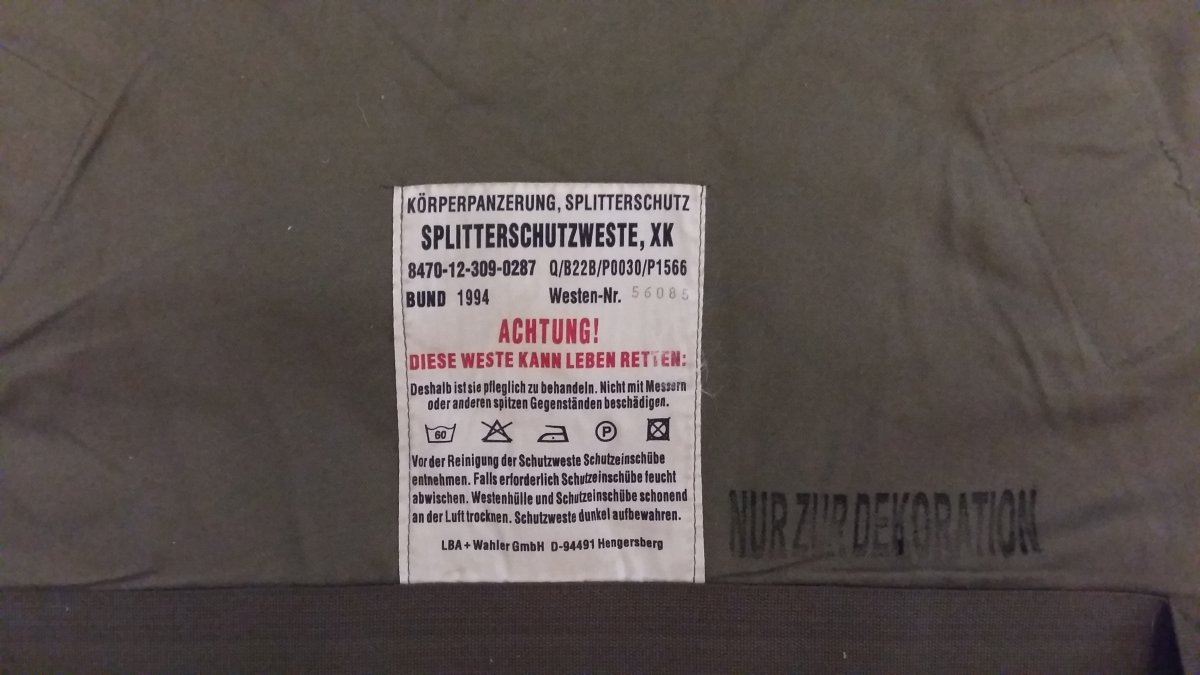 KÖRPERPANZERUNG, SPLITTERSCHUTZ
SPLITTERSCHUTZWESTE, XK
8470-12-309-0287 Q/B22B/P0030/P1566
BUND 1994 Westen-Nr. 56085
ACHTUNG!
DIESE WESTE KANN LEBEN RETTEN:
Deshalb ist sie pfleglich zu behandeln. Nicht mit Messern
oder anderen spitzen Gegenständen beschädigen.
60 P
Vor der Reinigung der Schutzweste Schutzeinschübe
entnehmen. Falls erforderlich Schutzeinschübe feucht
abwischen. Westenhülle und Schutzeinschübe schonend
an der Luft trocknen. Schutzweste dunkel aufbewahren.
LBA + Wahler GmbH D-94491 Hengersberg
NUR ZUR DEKORATION